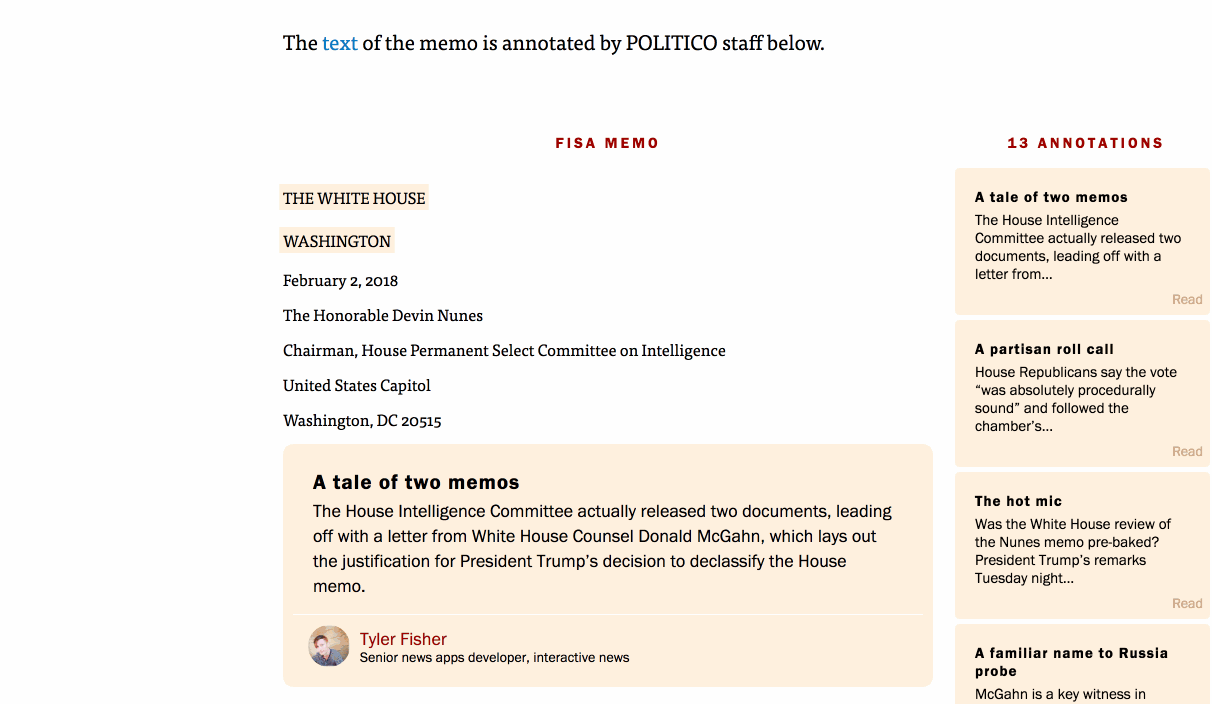 The text of the memo is annotated by POLITICO staff below.
FISA MEMO
THE WHITE HOUSE
WASHINGTON
February 2, 2018
The Honorable Devin Nunes
Chairman, House Permanent Select Committee on Intelligence
United States Capitol
Washington, DC 20515
A tale of two memos
The House Intelligence Committee actually released two documents, leading
off with a letter from White House Counsel Donald McGahn, which lays out
the justification for President Trump’s decision to declassify the House
memo.
Tyler Fisher
Senior news apps developer, interactive news
13 ANNOTATIONS
A tale of two memos
The House Intelligence
Committee actually released two
documents, leading off with a
letter from...
Read
A partisan roll call
House Republicans say the vote
“was absolutely procedurally
sound” and followed the
chamber’s...
Read
The hot mic
Was the White House review of
the Nunes memo pre-baked?
President Trump’s remarks
Tuesday night...
Read
A familiar name to Russia
probe
McGahn is a key witness in